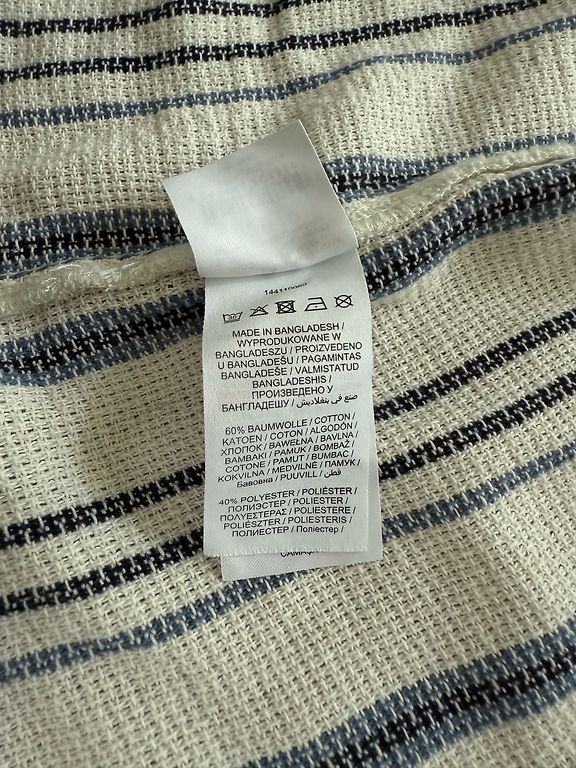 30
MADE IN BANGLADESH /
WYPRODUKOWANE W
BANGLADESZU / PROIZVEDENO
U BANGLADEŠU / PAGAMINTAS
BANGLADEŠE / VALMISTATUD
BANGLADESHIS /
ПРОИЗВЕДЕНО У
БАНГЛАДЕШУ / صنع في بنغلاديش
60% BAUMWOLLE / COTTON /
KATOEN / COTON / ALGODÓN /
ХЛОПОК / BAWEŁNA / BAVLNA /
BAMBAKI / PAMUK / BOMBAŽ /
COTONE / PAMUT / BUMBAC /
KOKVILNA / MEDVILNĖ / ПАМУК /
Бавовна / PUUVILL / قطن
40% POLYESTER / POLIÉSTER /
ПОЛИЭСТЕР / POLIESTER /
ΠΟΛΥΕΣΤΕΡΑΣ / POLIESTERE /
POLIÉSZTER / POLIESTERIS /
ПОЛИЕСТЕР / Поліестер /